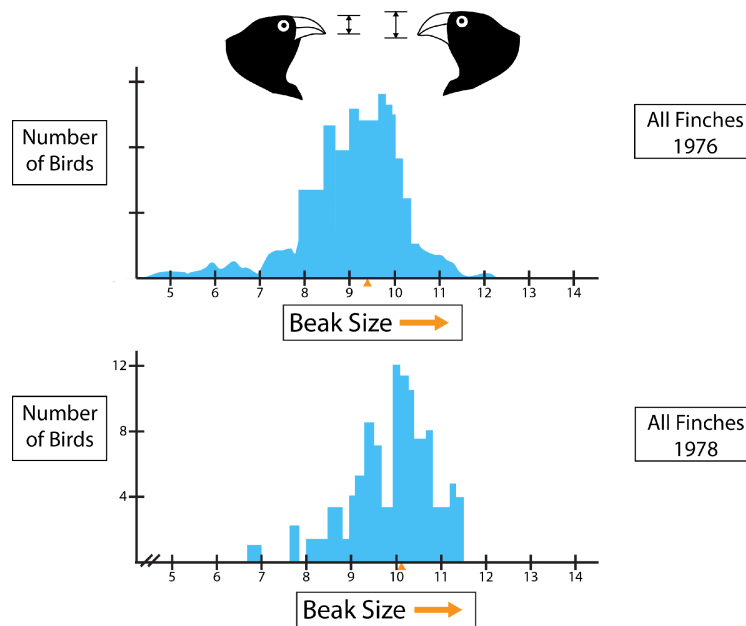 Number
of Birds
All Finches
1976
5 6 7 8 9 10 11 12 13 14
Beak Size
12
8
4
Number
of Birds
All Finches
1978
5 6 7 8 9 10 11 12 13 14
Beak Size